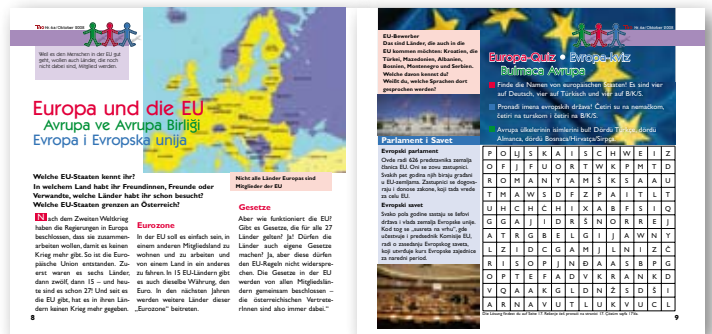 Trio Nr. 6a/Oktober 2008
Weil es den Menschen in der EU gut
geht, wollen auch Länder, die noch
nicht dabei sind, Mitglied werden.
Europa und die EU
Avrupa ve Avrupa Birliği
Evropa i Evropska unija
Welche EU-Staaten kennt ihr?
In welchem Land habt ihr Freundinnen, Freunde oder
Verwandte, welche Länder habt ihr schon besucht?
Welche EU-Staaten grenzen an Österreich?
Nicht alle Länder Europas sind
Mitglieder der EU
Nach dem Zweiten Weltkrieg
haben die Regierungen in Europa
beschlossen, dass sie zusammen-
arbeiten wollen, damit es keinen
Krieg mehr gibt. So ist die Euro-
päische Union entstanden. Zu-
erst waren es sechs Länder,
dann zwölf, dann 15 – und heu-
te sind es schon 27! Und seit es
die EU gibt, hat es in ihren Län-
dern keinen Krieg mehr gegeben.
Eurozone
In der EU soll es einfach sein, in
einem anderen Mitgliedsland zu
wohnen und zu arbeiten und
von einem Land in ein anderes
zu fahren. In 15 EU-Ländern gibt
es auch dieselbe Währung, den
Euro. In den nächsten Jahren
werden weitere Länder dieser
„Eurozone" beitreten.
Gesetze
Aber wie funktioniert die EU?
Gibt es Gesetze, die für alle 27
Länder gelten? Ja! Dürfen die
Länder auch eigene Gesetze
machen? Ja, aber diese dürfen
den EU-Regeln nicht widerspre-
chen. Die Gesetze in der EU
werden von allen Mitgliedslän-
dern gemeinsam beschlossen –
die österreichischen Vertrete-
rInnen sind also immer dabei."
8
Nr. 6a/Oktober 2008
EU-Bewerber
Das sind Länder, die auch in die
EU kommen möchten: Kroatien, die
Türkei, Mazedonien, Albanien,
Bosnien, Montenegro und Serbien.
Welche davon kennst du?
Weißt du, welche Sprachen dort
gesprochen werden?
Europa-Quiz • Evropa-kviz
Bulmaca Avrupa
Finde die Namen von europäischen Staaten! Es sind vier
auf Deutsch, vier auf Türkisch und vier auf B/K/S.
Pronađi imena evropskih država! Četiri su na nemačkom,
četiri na turskom i četiri na B/K/S.
Avrupa ülkelerinin isimlerini bul! Dördü Türkçe, dördü
Almanca, dördü Bosnaca/Hırvatça/Sırpça.
Parlament i Savet
Evropski parlament
Ovde radi 626 predstavnika zemalja
članica EU. Oni se zovu zastupnici.
Svakih pet godina njih biraju građani
u EU-zemljama. Zastupnici se dogova-
raju i donose zakone, koji tada vrede
za celu EU.
Evropski savet
Svako pola godine sastaju se šefovi
država i vlada zemalja Evropske unije.
Kod tog se „susreta na vrhu", gde
učestvuje i predsednik Komisije EU,
radi o zasedanju Evropskog saveta,
koji utvrđuje kurs Evropske zajednice
za naredni period.
P O LJ S K A I S C H W E I Z
O F J F U O R T W K P M T D
R O M A N Y A M Š K S A A U
T M A W S D F Z P A I T L T
U H C H Č H I X A B F S I Q
G G A J I D R Š N O R R E J
A T R G B E L G I J A W N Y
L Z I D C G A M J L N I Z Č
R I S O P J N Đ A A S B P G
O P T E F A D V K R A N K D
V Q A A K G L D N Ž S D Š I
A R N A V U T L U K V U C L
9